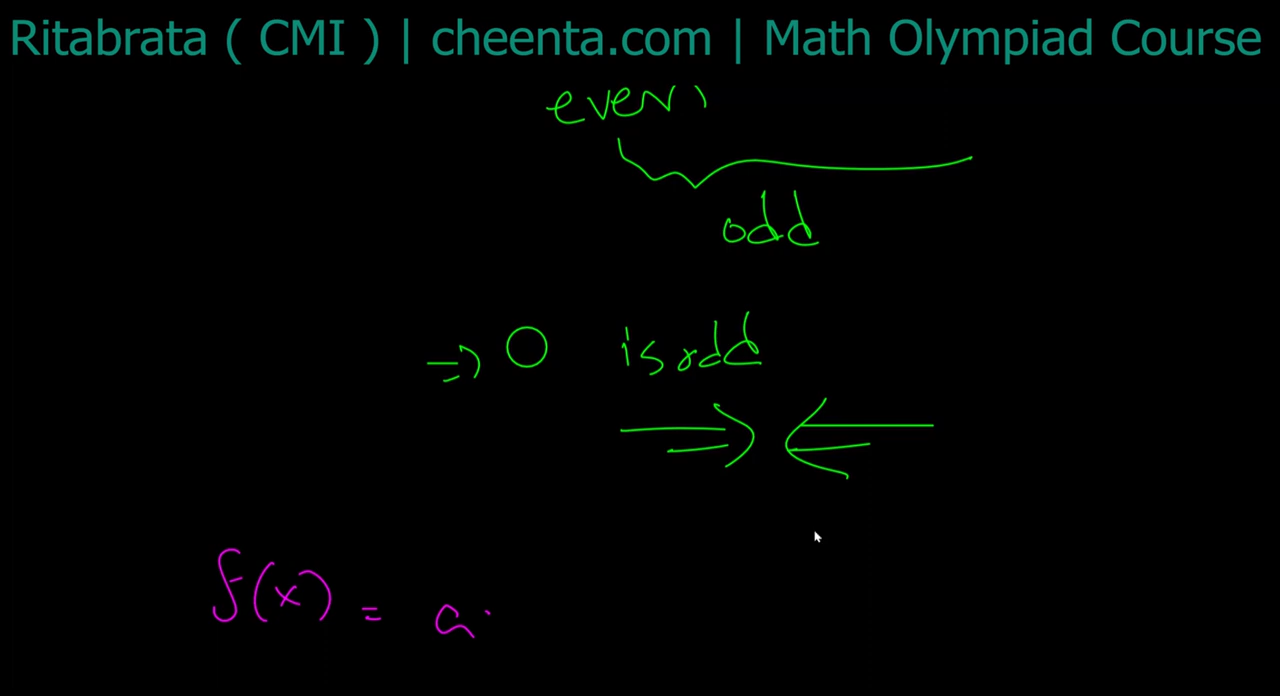 Ritabrata ( CMI ) | cheenta.com | Math Olympiad Course
even
odd
=> 0 is odd
=> <=
f(x) = a